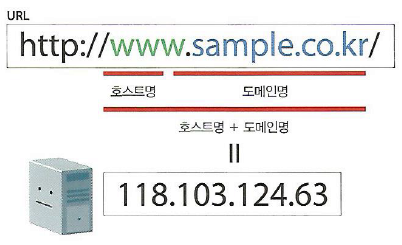 URL
http://www.sample.co.kr/
호스트명 도메인명
호스트명 + 도메인명
=
118.103.124.63